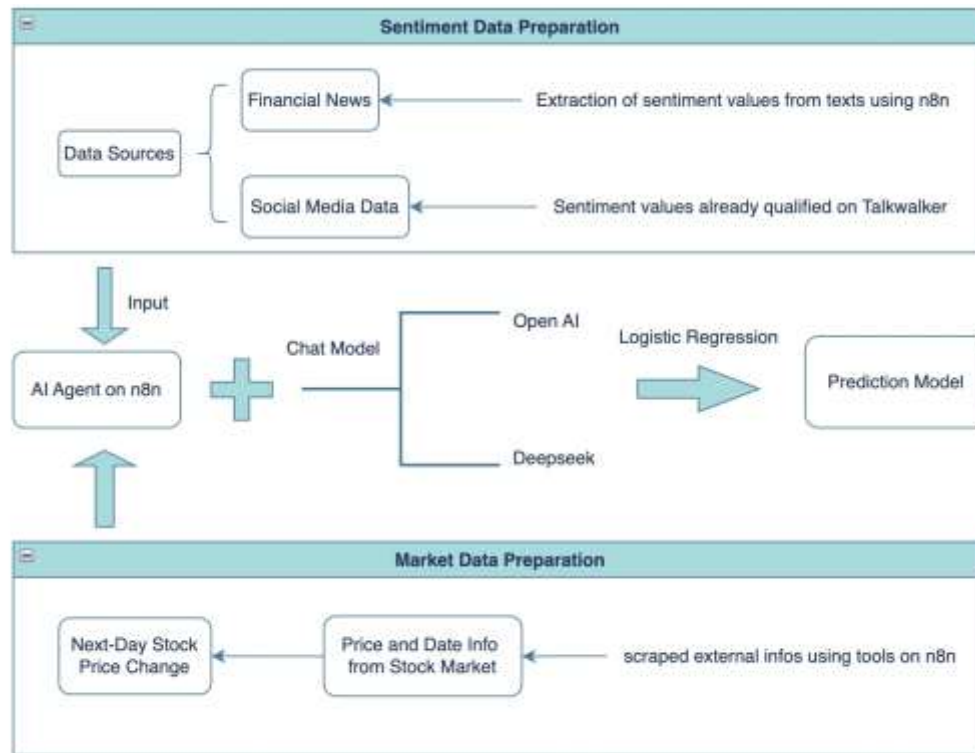 Sentiment Data Preparation
Financial News
Extraction of sentiment values from texts using n8n
Data Sources
Social Media Data
Sentiment values already qualified on Talkwalker
Input
Open AI
Chat Model
Logistic Regression
AI Agent on n8n
Prediction Model
Deepseek
Market Data Preparation
Next-Day Stock
Price Change
Price and Date Info
from Stock Market
scraped external infos using tools on n8n